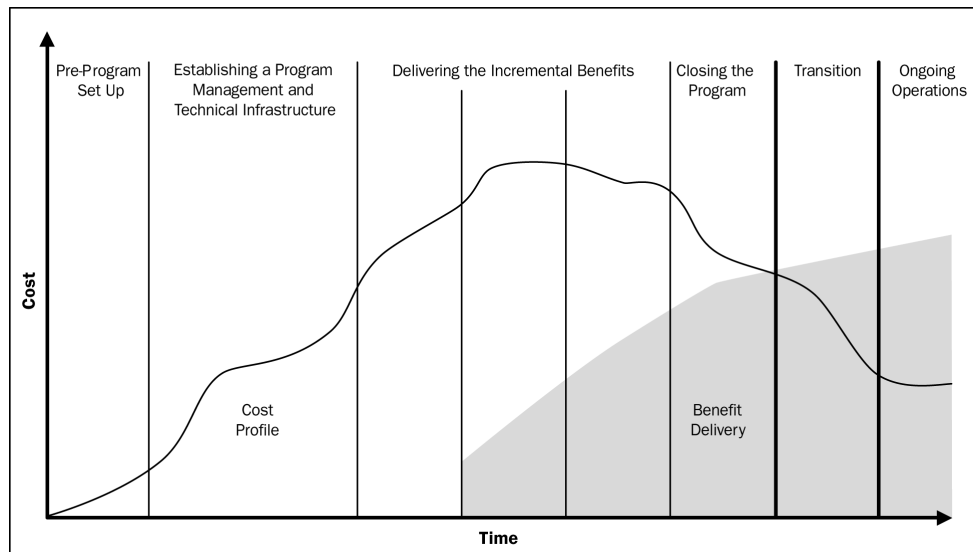 Pre-Program
Set Up
Establishing a Program
Management and
Technical Infrastructure
Delivering the Incremental Benefits
Closing the
Program
Transition
Ongoing
Operations
Cost
Cost
Profile
Benefit
Delivery
Time